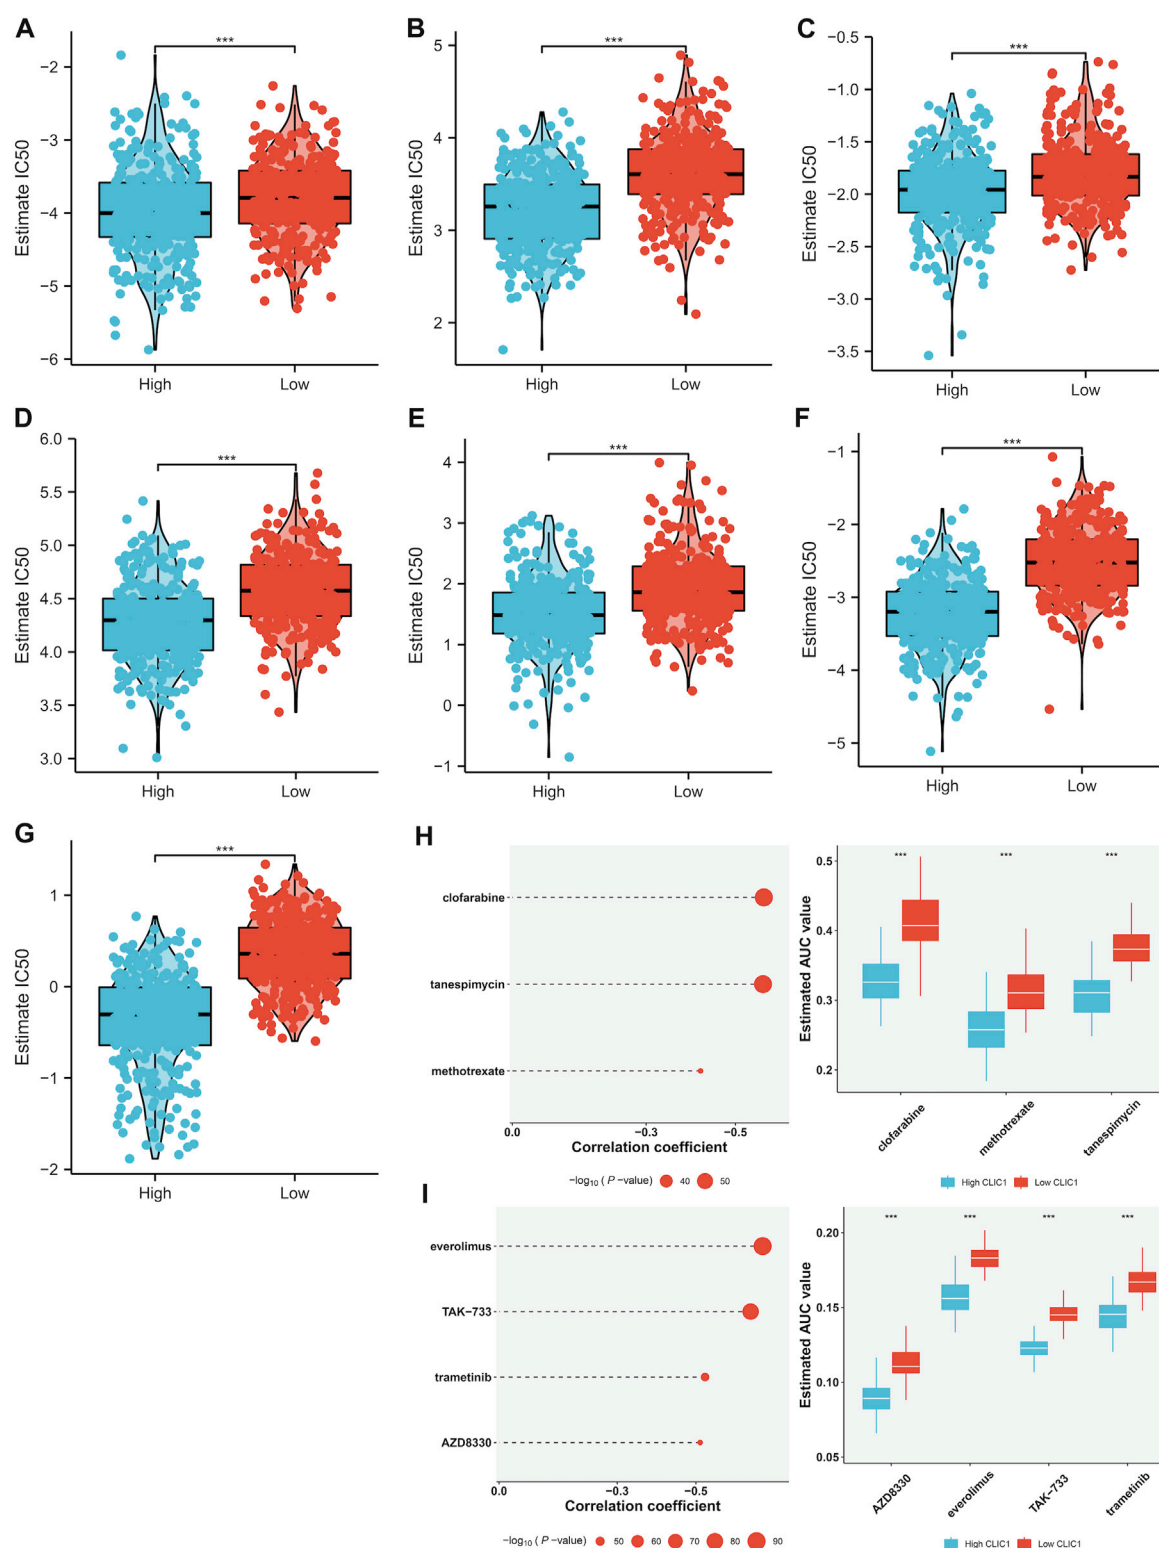 A
Estimate IC50
−2
−3
−4
−5
−6
***
High
Low
B
Estimate IC50
5
4
3
2
***
High
Low
C
Estimate IC50
−0.5
−1.0
−1.5
−2.0
−2.5
−3.0
−3.5
***
High
Low
D
Estimate IC50
6.0
5.5
5.0
4.5
4.0
3.5
3.0
***
High
Low
E
Estimate IC50
4
3
2
1
0
−1
***
High
Low
F
Estimate IC50
−1
−2
−3
−4
−5
***
High
Low
G
Estimate IC50
1
0
−1
−2
***
High
Low
H
clofarabine
tanespimycin
methotrexate
0.0
−0.3
−0.5
Correlation coefficient
−log10 ( P −value)
40
50
Estimated AUC value
0.5
0.4
0.3
0.2
***
***
***
clofarabine
methotrexate
tanespimycin
High CLIC1
Low CLIC1
I
everolimus
TAK−733
trametinib
AZD8330
0.0
−0.3
−0.5
Correlation coefficient
−log10 ( P −value)
50
60
70
80
90
Estimated AUC value
0.20
0.15
0.10
0.05
***
***
***
***
AZD8330
everolimus
TAK−733
trametinib
High CLIC1
Low CLIC1